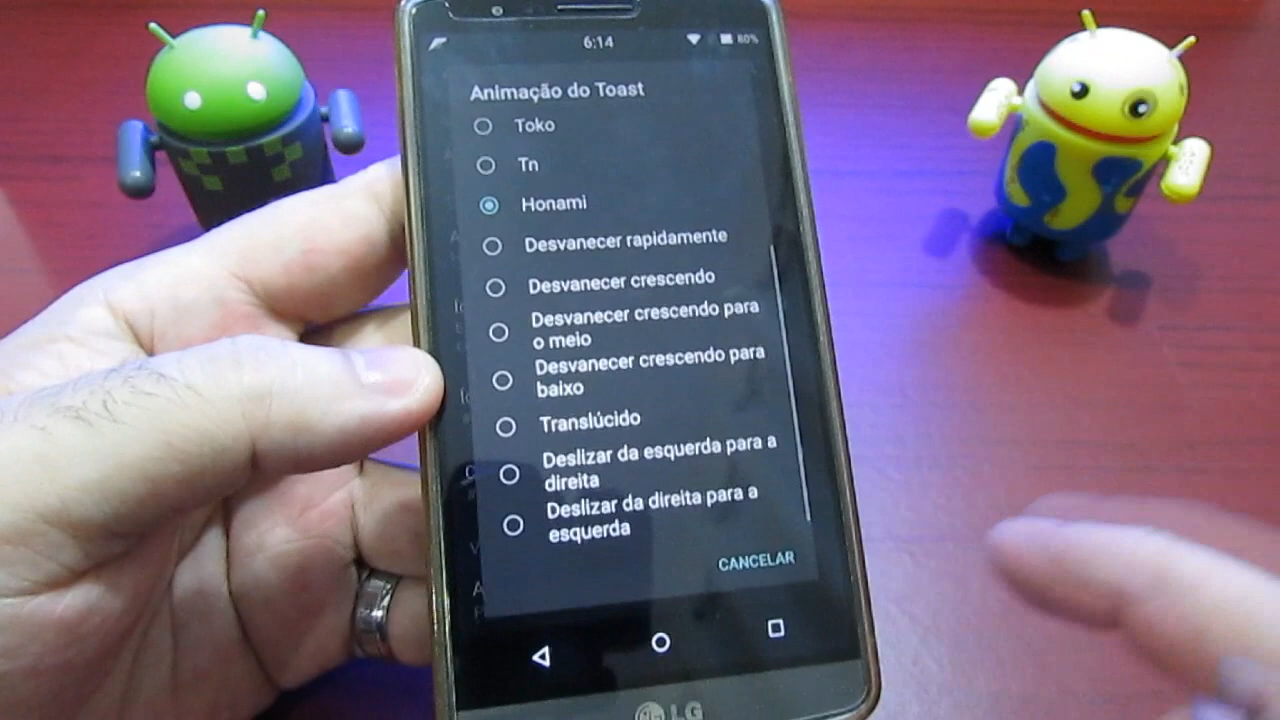 6:14
80%
Animação do Toast
Toko
Tn
Honami
Desvanecer rapidamente
Desvanecer crescendo
Desvanecer crescendo para
o meio
Desvanecer crescendo para
baixo
Translúcido
Deslizar da esquerda para a
direita
Deslizar da direita para a
esquerda
CANCELAR
LG